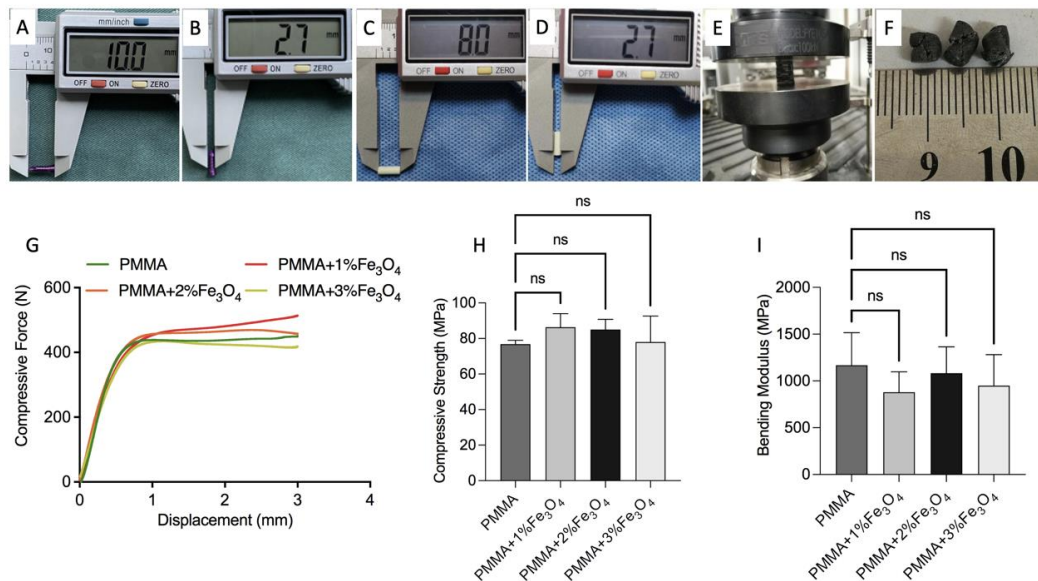 A
mm/inch
10.0
mm
OFF ON ZERO
B
2.7
mm
OFF ON ZERO
C
8.0
mm
OFF ON ZERO
D
2.7
mm
OFF ON ZERO
E
F
9 10
G
PMMA
PMMA+1%Fe₃O₄
PMMA+2%Fe₃O₄
PMMA+3%Fe₃O₄
Compressive Force (N)
600
400
200
0
0 1 2 3 4
Displacement (mm)
H
ns
ns
ns
Compressive Strength (MPa)
100
80
60
40
20
0
PMMA
PMMA+1%Fe₃O₄
PMMA+2%Fe₃O₄
PMMA+3%Fe₃O₄
I
ns
ns
ns
Bending Modulus (MPa)
2000
1500
1000
500
0
PMMA
PMMA+1%Fe₃O₄
PMMA+2%Fe₃O₄
PMMA+3%Fe₃O₄